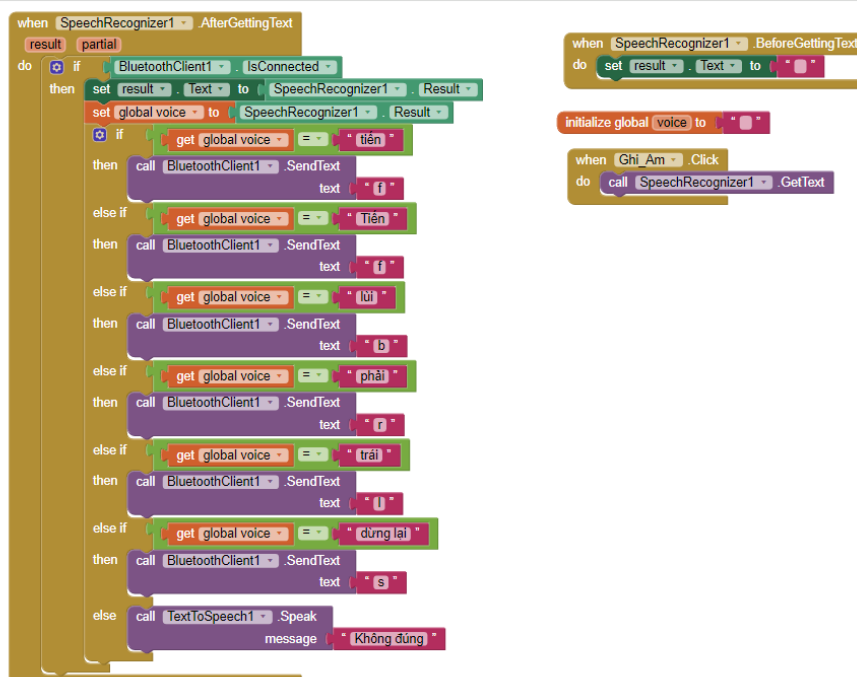 when SpeechRecognizer1 .AfterGettingText
result partial
do if BluetoothClient1 . IsConnected
then set result . Text to SpeechRecognizer1 . Result
set global voice to SpeechRecognizer1 . Result
if get global voice = " tiến "
then call BluetoothClient1 .SendText
text " f "
else if get global voice = " Tiến "
then call BluetoothClient1 .SendText
text " f "
else if get global voice = " lùi "
then call BluetoothClient1 .SendText
text " b "
else if get global voice = " phải "
then call BluetoothClient1 .SendText
text " r "
else if get global voice = " trái "
then call BluetoothClient1 .SendText
text " l "
else if get global voice = " dừng lại "
then call BluetoothClient1 .SendText
text " s "
else call TextToSpeech1 .Speak
message " Không đúng "
when SpeechRecognizer1 .BeforeGettingText
do set result . Text to " "
initialize global voice to " "
when Ghi_Am .Click
do call SpeechRecognizer1 .GetText